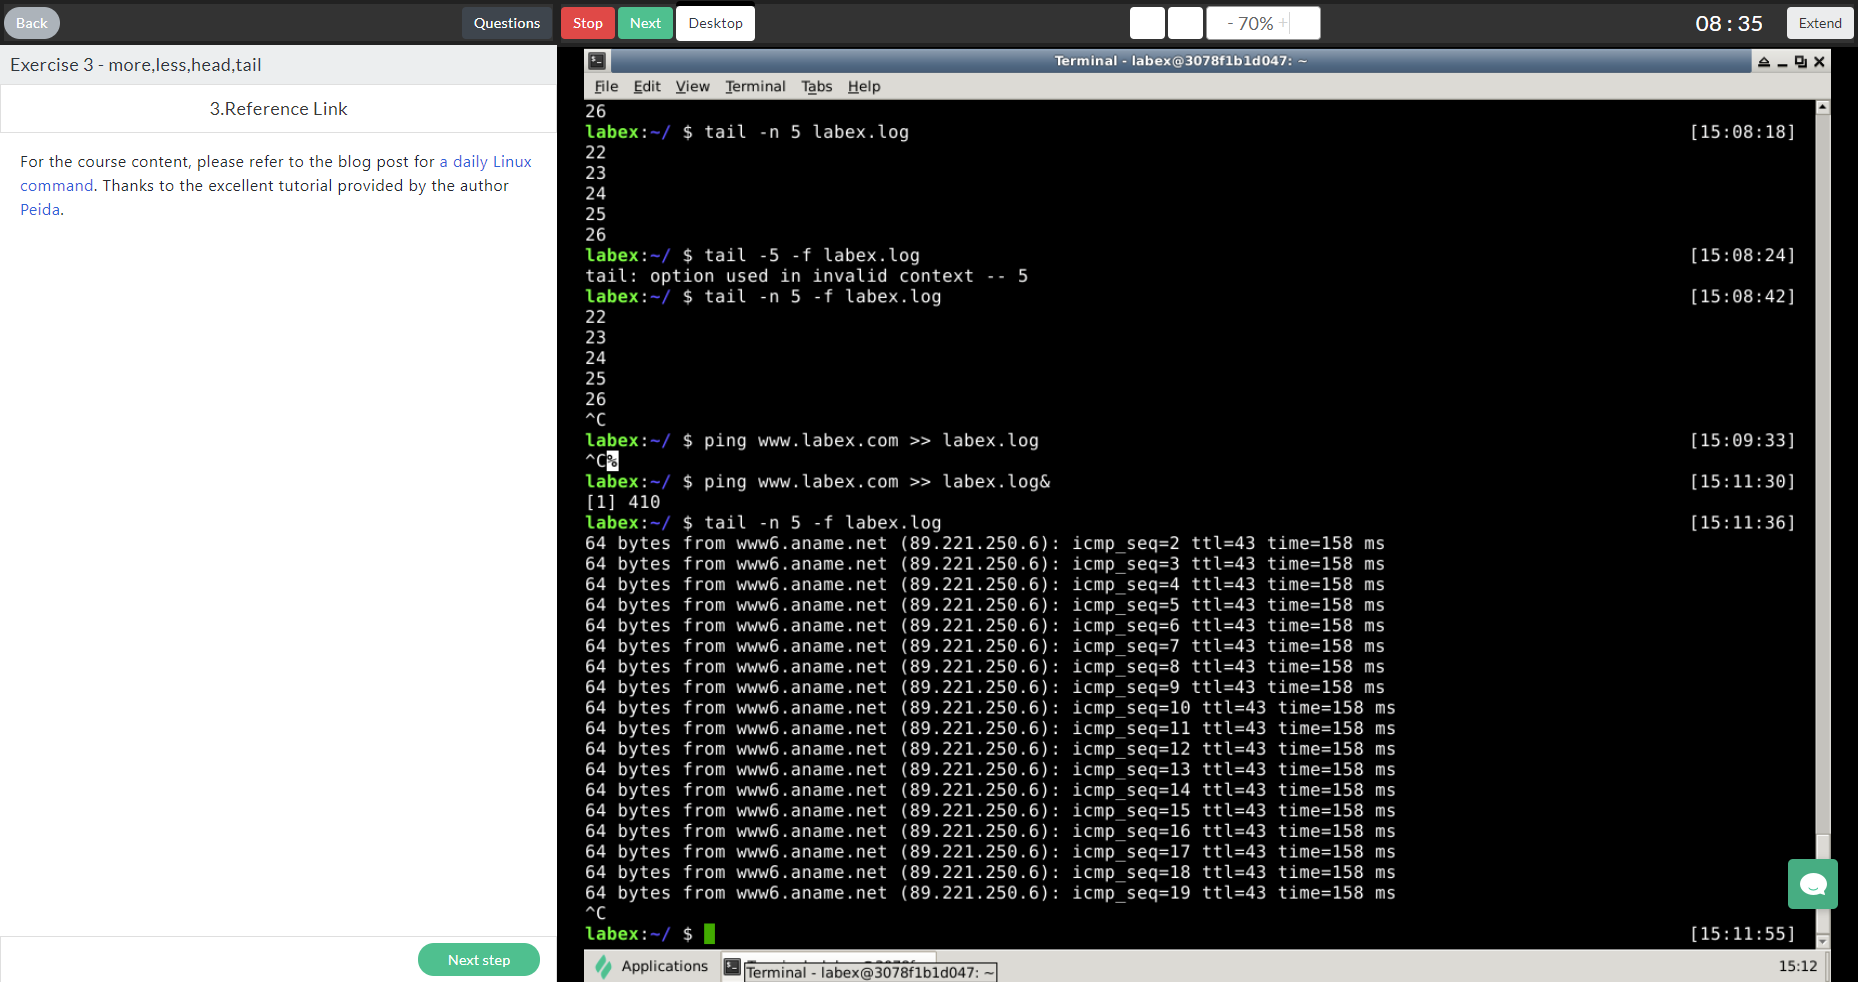 Back
Questions
Stop
Next
Desktop
- 70% +
08 : 35
Extend
Exercise 3 - more,less,head,tail
3.Reference Link
For the course content, please refer to the blog post for a daily Linux
command. Thanks to the excellent tutorial provided by the author
Peida.
Next step
Terminal - labex@3078f1b1d047: ~
File Edit View Terminal Tabs Help
26
labex:~/ $ tail -n 5 labex.log [15:08:18]
22
23
24
25
26
labex:~/ $ tail -5 -f labex.log [15:08:24]
tail: option used in invalid context -- 5
labex:~/ $ tail -n 5 -f labex.log [15:08:42]
22
23
24
25
26
^C
labex:~/ $ ping www.labex.com >> labex.log [15:09:33]
^C%
labex:~/ $ ping www.labex.com >> labex.log& [15:11:30]
[1] 410
labex:~/ $ tail -n 5 -f labex.log [15:11:36]
64 bytes from www6.aname.net (89.221.250.6): icmp_seq=2 ttl=43 time=158 ms
64 bytes from www6.aname.net (89.221.250.6): icmp_seq=3 ttl=43 time=158 ms
64 bytes from www6.aname.net (89.221.250.6): icmp_seq=4 ttl=43 time=158 ms
64 bytes from www6.aname.net (89.221.250.6): icmp_seq=5 ttl=43 time=158 ms
64 bytes from www6.aname.net (89.221.250.6): icmp_seq=6 ttl=43 time=158 ms
64 bytes from www6.aname.net (89.221.250.6): icmp_seq=7 ttl=43 time=158 ms
64 bytes from www6.aname.net (89.221.250.6): icmp_seq=8 ttl=43 time=158 ms
64 bytes from www6.aname.net (89.221.250.6): icmp_seq=9 ttl=43 time=158 ms
64 bytes from www6.aname.net (89.221.250.6): icmp_seq=10 ttl=43 time=158 ms
64 bytes from www6.aname.net (89.221.250.6): icmp_seq=11 ttl=43 time=158 ms
64 bytes from www6.aname.net (89.221.250.6): icmp_seq=12 ttl=43 time=158 ms
64 bytes from www6.aname.net (89.221.250.6): icmp_seq=13 ttl=43 time=158 ms
64 bytes from www6.aname.net (89.221.250.6): icmp_seq=14 ttl=43 time=158 ms
64 bytes from www6.aname.net (89.221.250.6): icmp_seq=15 ttl=43 time=158 ms
64 bytes from www6.aname.net (89.221.250.6): icmp_seq=16 ttl=43 time=158 ms
64 bytes from www6.aname.net (89.221.250.6): icmp_seq=17 ttl=43 time=158 ms
64 bytes from www6.aname.net (89.221.250.6): icmp_seq=18 ttl=43 time=158 ms
64 bytes from www6.aname.net (89.221.250.6): icmp_seq=19 ttl=43 time=158 ms
^C
labex:~/ $ [15:11:55]
Applications
Terminal - labex@3078f1b1d047: ~
15:12